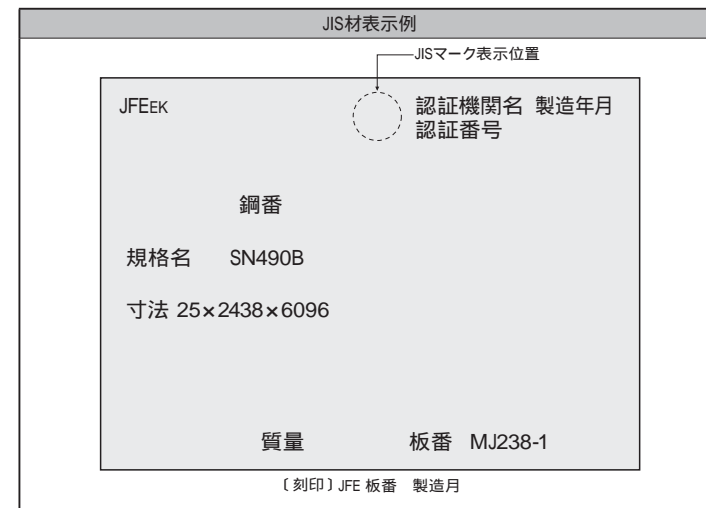 JIS材表示例
JISマーク表示位置
JFEEK 認証機関名 製造年月
認証番号
鋼番
規格名 SN490B
寸法 25×2438×6096
質量 板番 MJ238-1
〔刻印〕JFE 板番 製造月